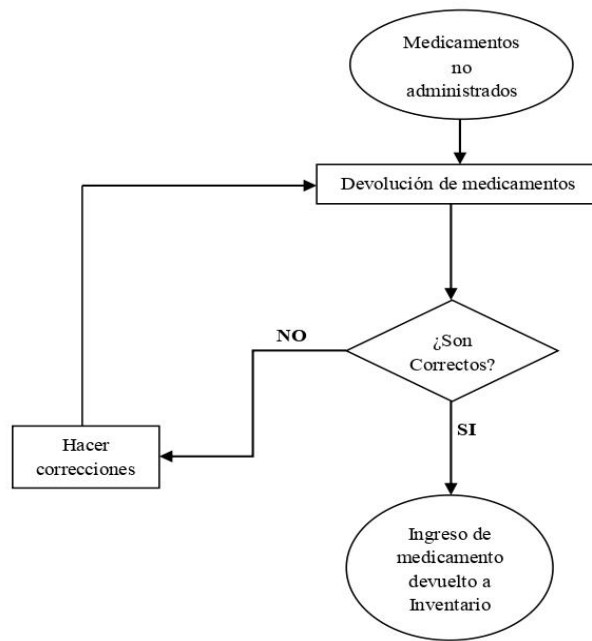 Medicamentos
no
administrados
Devolución de medicamentos
¿Son
Correctos?
NO
SI
Hacer
correcciones
Ingreso de
medicamento
devuelto a
Inventario